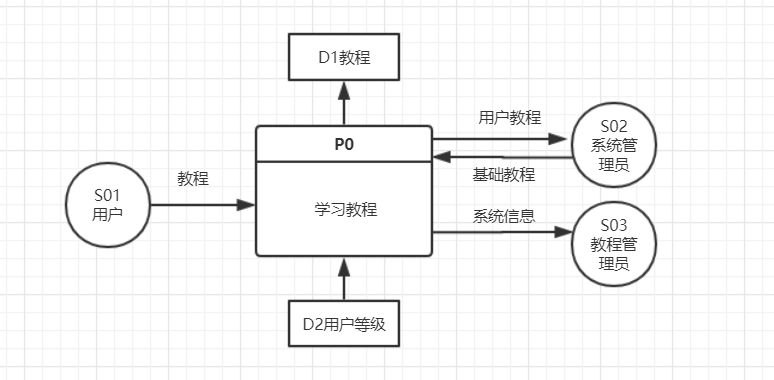 D1教程
P0
学习教程
S01
用户
教程
用户教程
基础教程
系统信息
S02
系统管
理员
S03
教程管
理员
D2用户等级